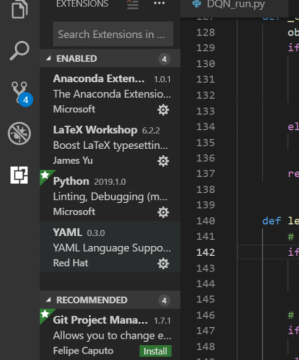 EXTENSIONS
DQN_run.py
Search Extensions in ...
ENABLED 4
Anaconda Exten... 1.0.1
The Anaconda Extensio...
Microsoft
LaTeX Workshop 6.2.2
Boost LaTeX typesettin...
James Yu
Python 2019.1.0
Linting, Debugging (m...
Microsoft
YAML 0.3.0
YAML Language Suppo...
Red Hat
RECOMMENDED 4
Git Project Mana... 1.7.1
Allows you to change e...
Felipe Caputo Install
4
127 def _c
128 ob
129 if
132
133
134
135 el
136
137 re
139
140 def le
141 #
142 if
143
144
145
146 #
147 if
148